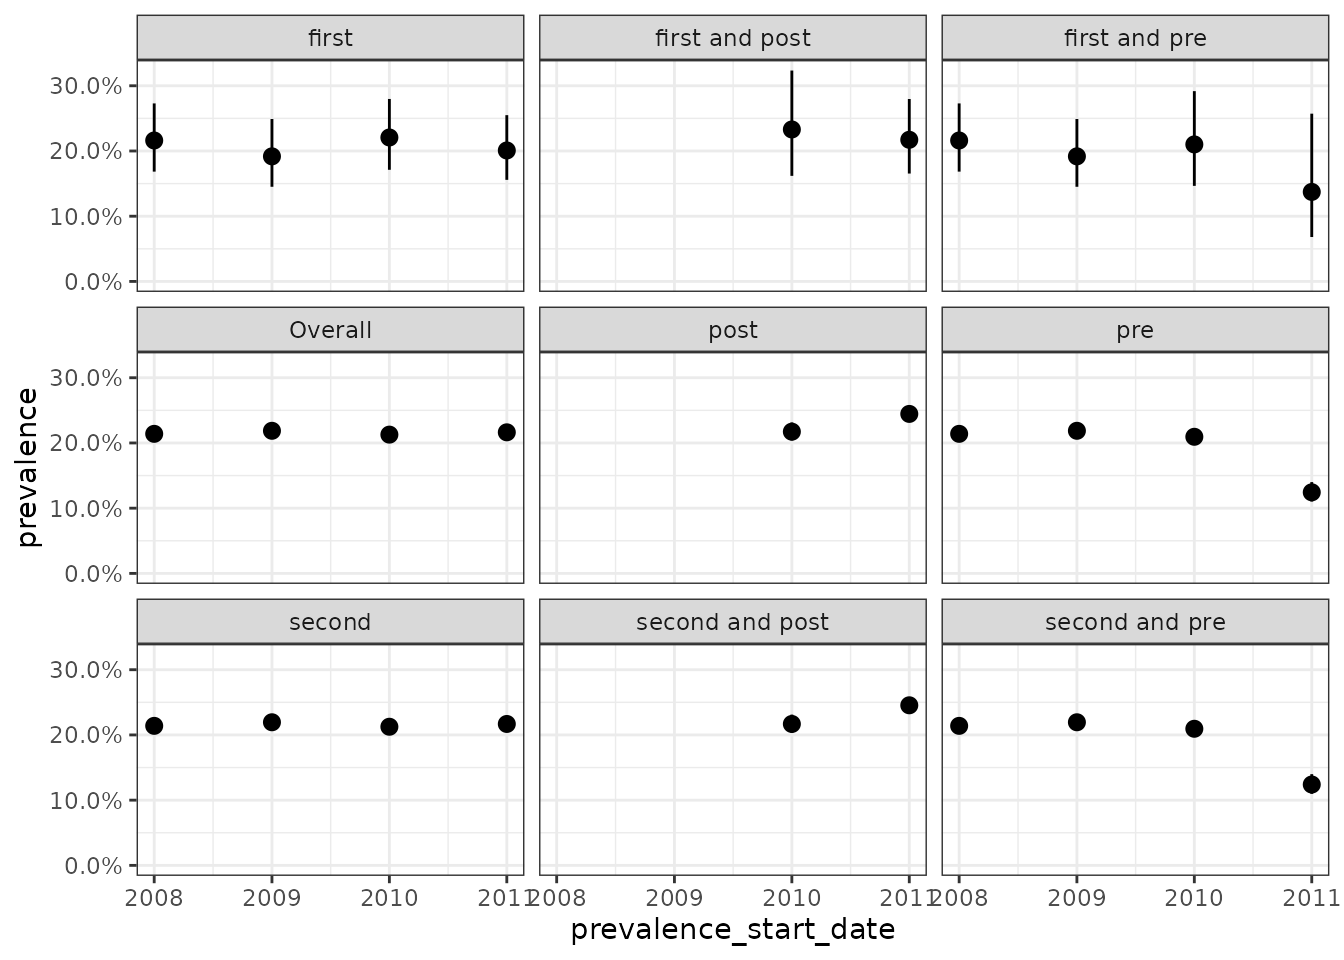 first
first and post
first and pre
30.0%
20.0%
10.0%
0.0%
Overall
post
pre
30.0%
20.0%
10.0%
0.0%
second
second and post
second and pre
30.0%
20.0%
10.0%
0.0%
2008 2009 2010 2011
2008 2009 2010 2011
2008 2009 2010 2011
prevalence
prevalence_start_date